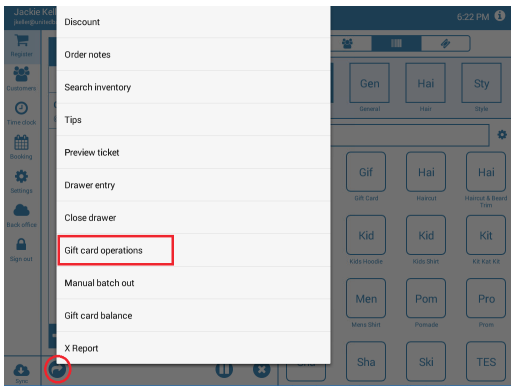 Jackie Kel
jkeller@unitedb
6:22 PM
Register
Customers
Time clock
Booking
Settings
Back office
Sign out
Sync
Discount
Order notes
Search inventory
Tips
Preview ticket
Drawer entry
Close drawer
Gift card operations
Manual batch out
Gift card balance
X Report
Gen
Hai
Sty
General
Hair
Style
Gif
Hai
Hai
Gift Card
Haircut
Haircut & Beard
Trim
Kid
Kid
Kit
Kids Hoodie
Kids Shirt
Kit Kat Kit
Men
Pom
Pro
Mens Shirt
Pomade
Prom
Sha
Ski
TES